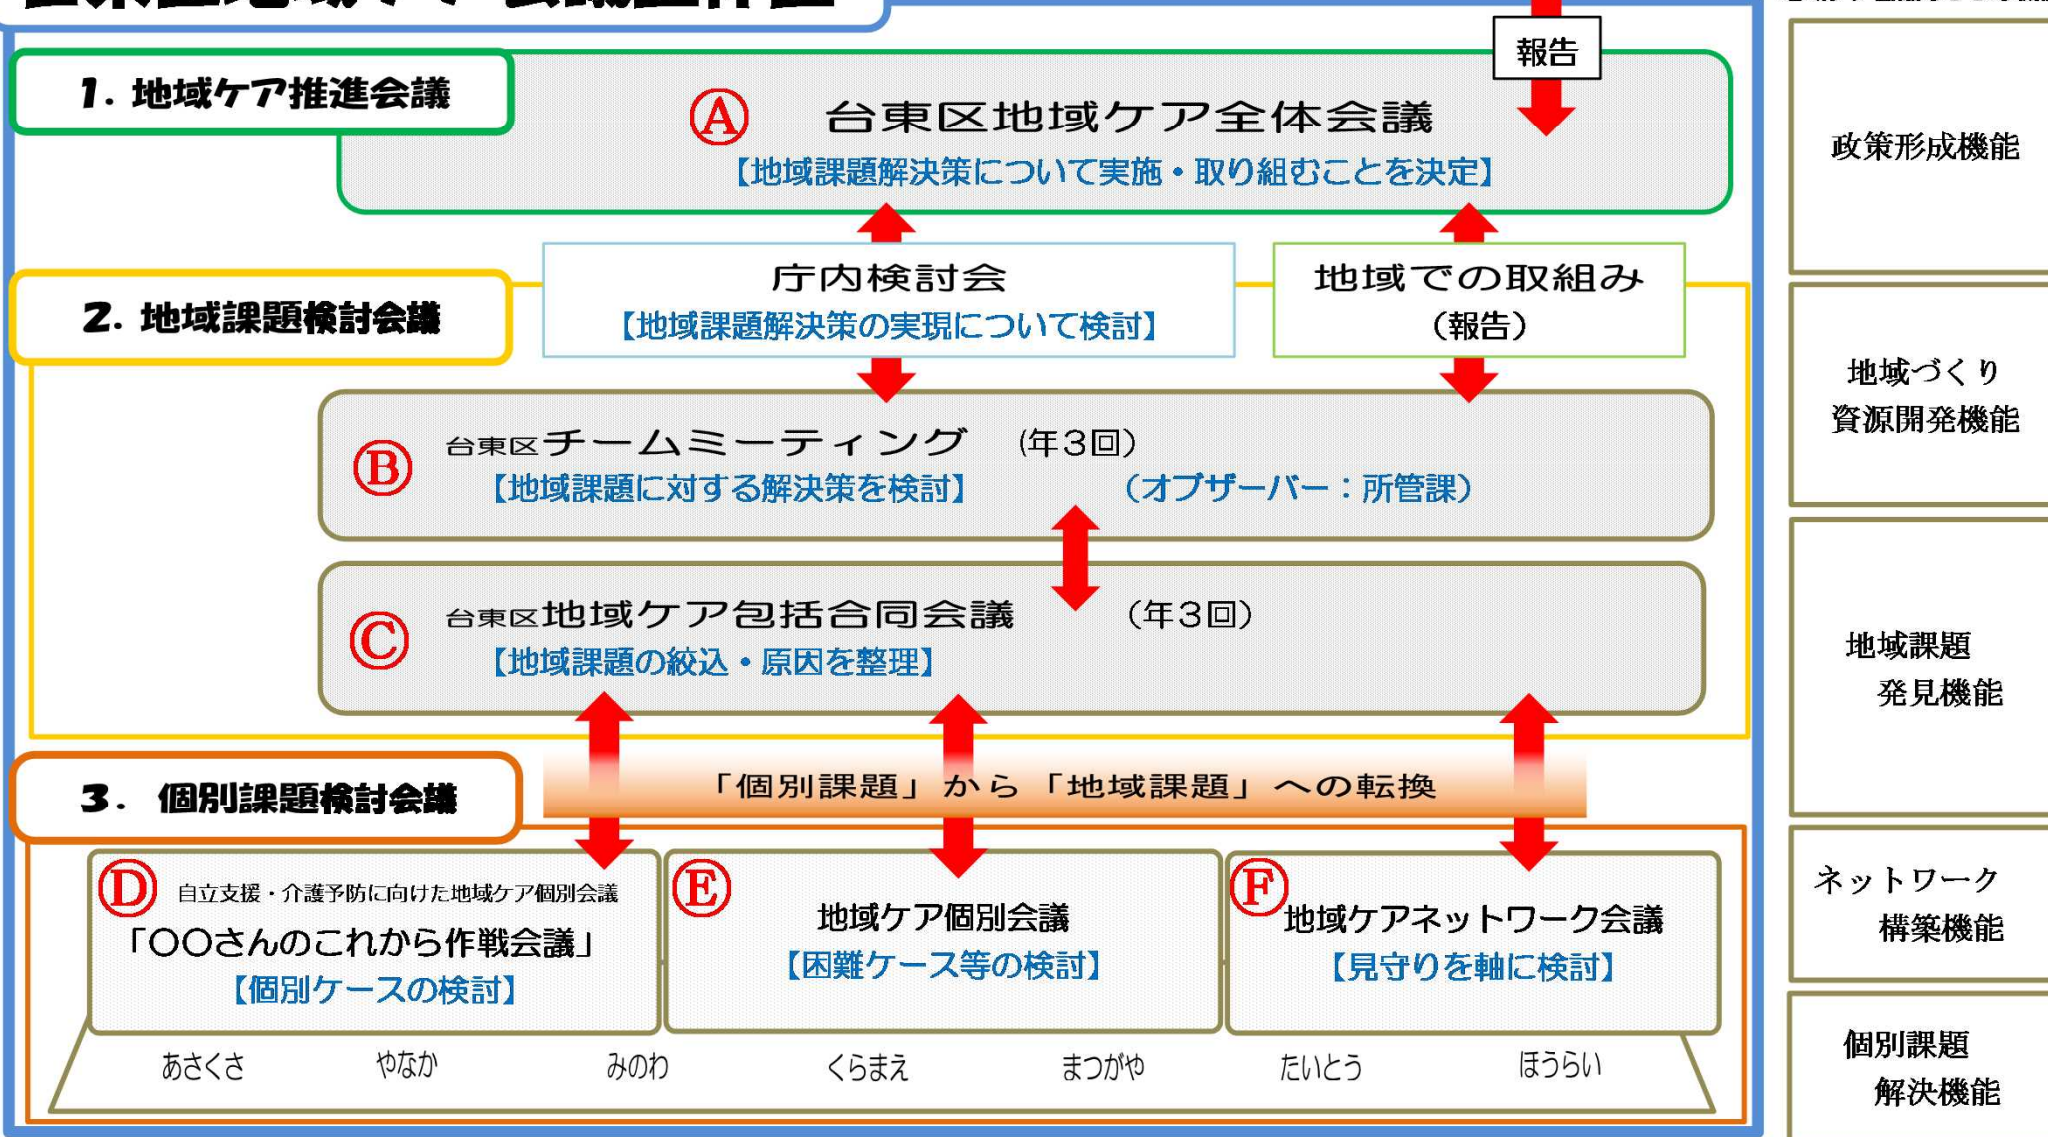 報告
1. 地域ケア推進会議
Ⓐ 台東区地域ケア全体会議
【地域課題解決策について実施・取り組むことを決定】
政策形成機能
2. 地域課題検討会議
庁内検討会
【地域課題解決策の実現について検討】
地域での取組み
（報告）
地域づくり
資源開発機能
Ⓑ 台東区チームミーティング （年３回）
【地域課題に対する解決策を検討】 （オブザーバー：所管課）
Ⓒ 台東区地域ケア包括合同会議 （年３回）
【地域課題の絞込・原因を整理】
地域課題
発見機能
3. 個別課題検討会議
「個別課題」から「地域課題」への転換
Ⓓ 自立支援・介護予防に向けた地域ケア個別会議
「〇〇さんのこれから作戦会議」
【個別ケースの検討】
Ⓔ
地域ケア個別会議
【困難ケース等の検討】
Ⓕ
地域ケアネットワーク会議
【見守りを軸に検討】
ネットワーク
構築機能
あさくさ やなか みのわ くらまえ まつがや たいとう ほうらい
個別課題
解決機能